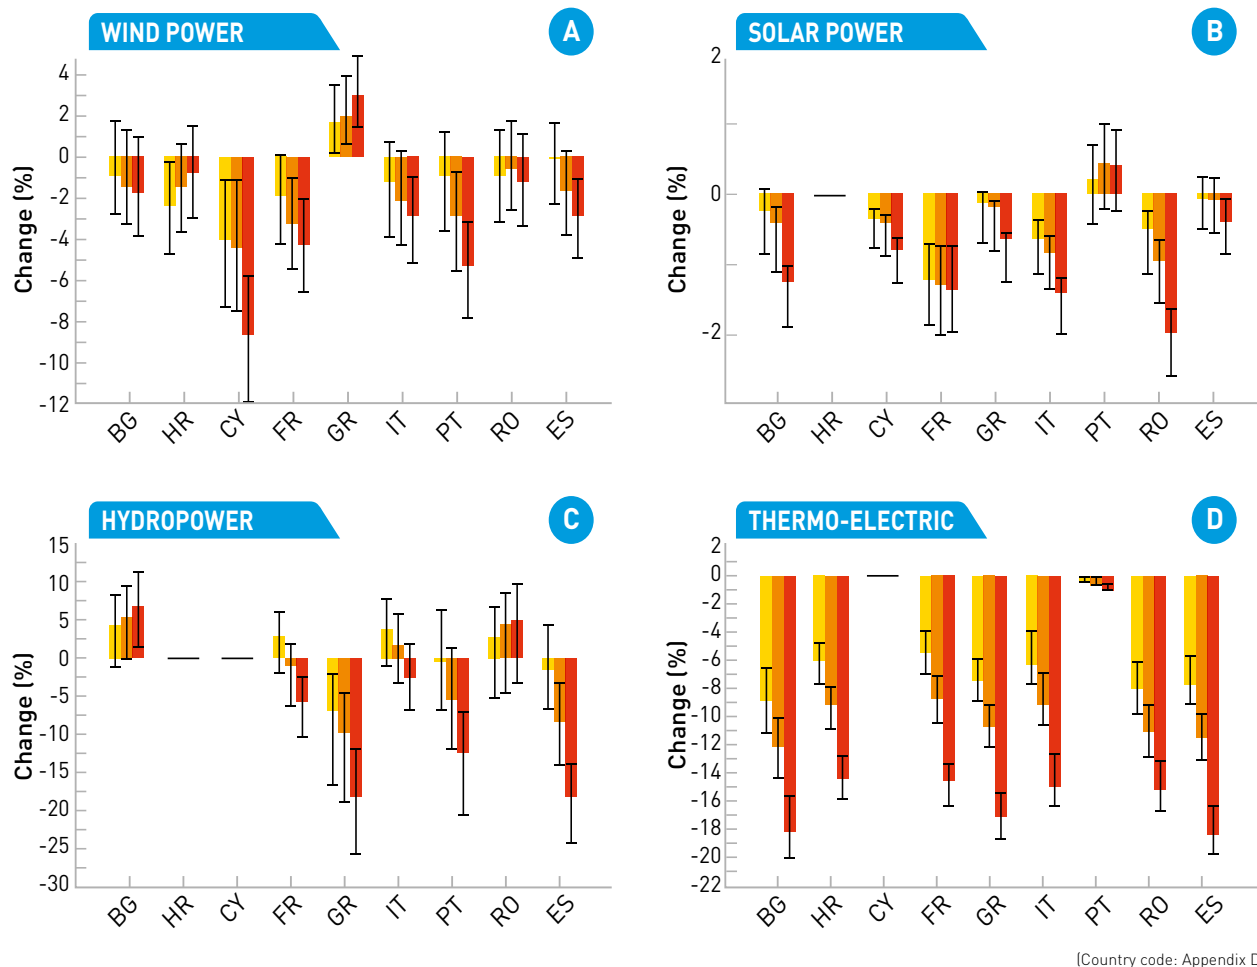 WIND POWER
A
4
2
0
-2
-4
-6
-8
-10
-12
Change (%)
BG HR CY FR GR IT PT RO ES
SOLAR POWER
B
2
0
-2
Change (%)
BG HR CY FR GR IT PT RO ES
HYDROPOWER
C
15
10
5
0
-5
-10
-15
-20
-25
-30
Change (%)
BG HR CY FR GR IT PT RO ES
THERMO-ELECTRIC
D
2
0
-2
-4
-6
-8
-10
-12
-14
-16
-18
-20
-22
Change (%)
BG HR CY FR GR IT PT RO ES
(Country code: Appendix D